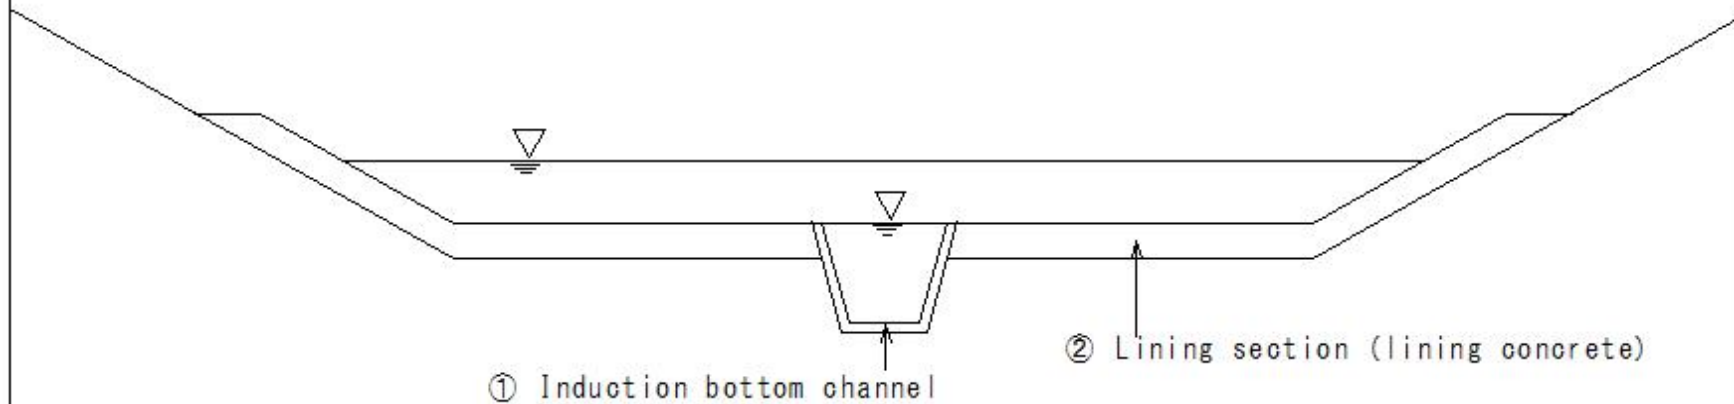 ② Lining section (lining concrete)
① Induction bottom channel